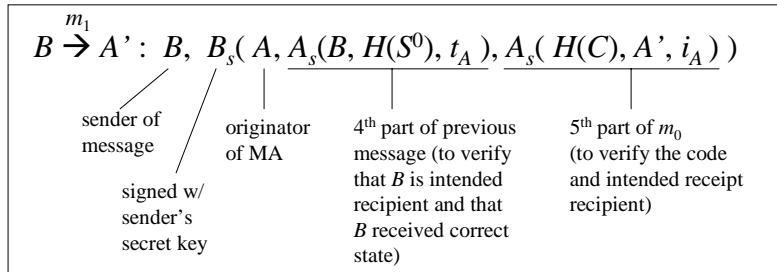 m₁
B → A’ : B, Bₛ( A, Aₛ(B, H(S⁰), t_A ), Aₛ( H(C), A’, i_A ) )
sender of
message
signed w/
sender’s
secret key
originator
of MA
4ᵗʰ part of previous
message (to verify
that B is intended
recipient and that
B received correct
state)
5ᵗʰ part of m₀
(to verify the code
and intended receipt
recipient)